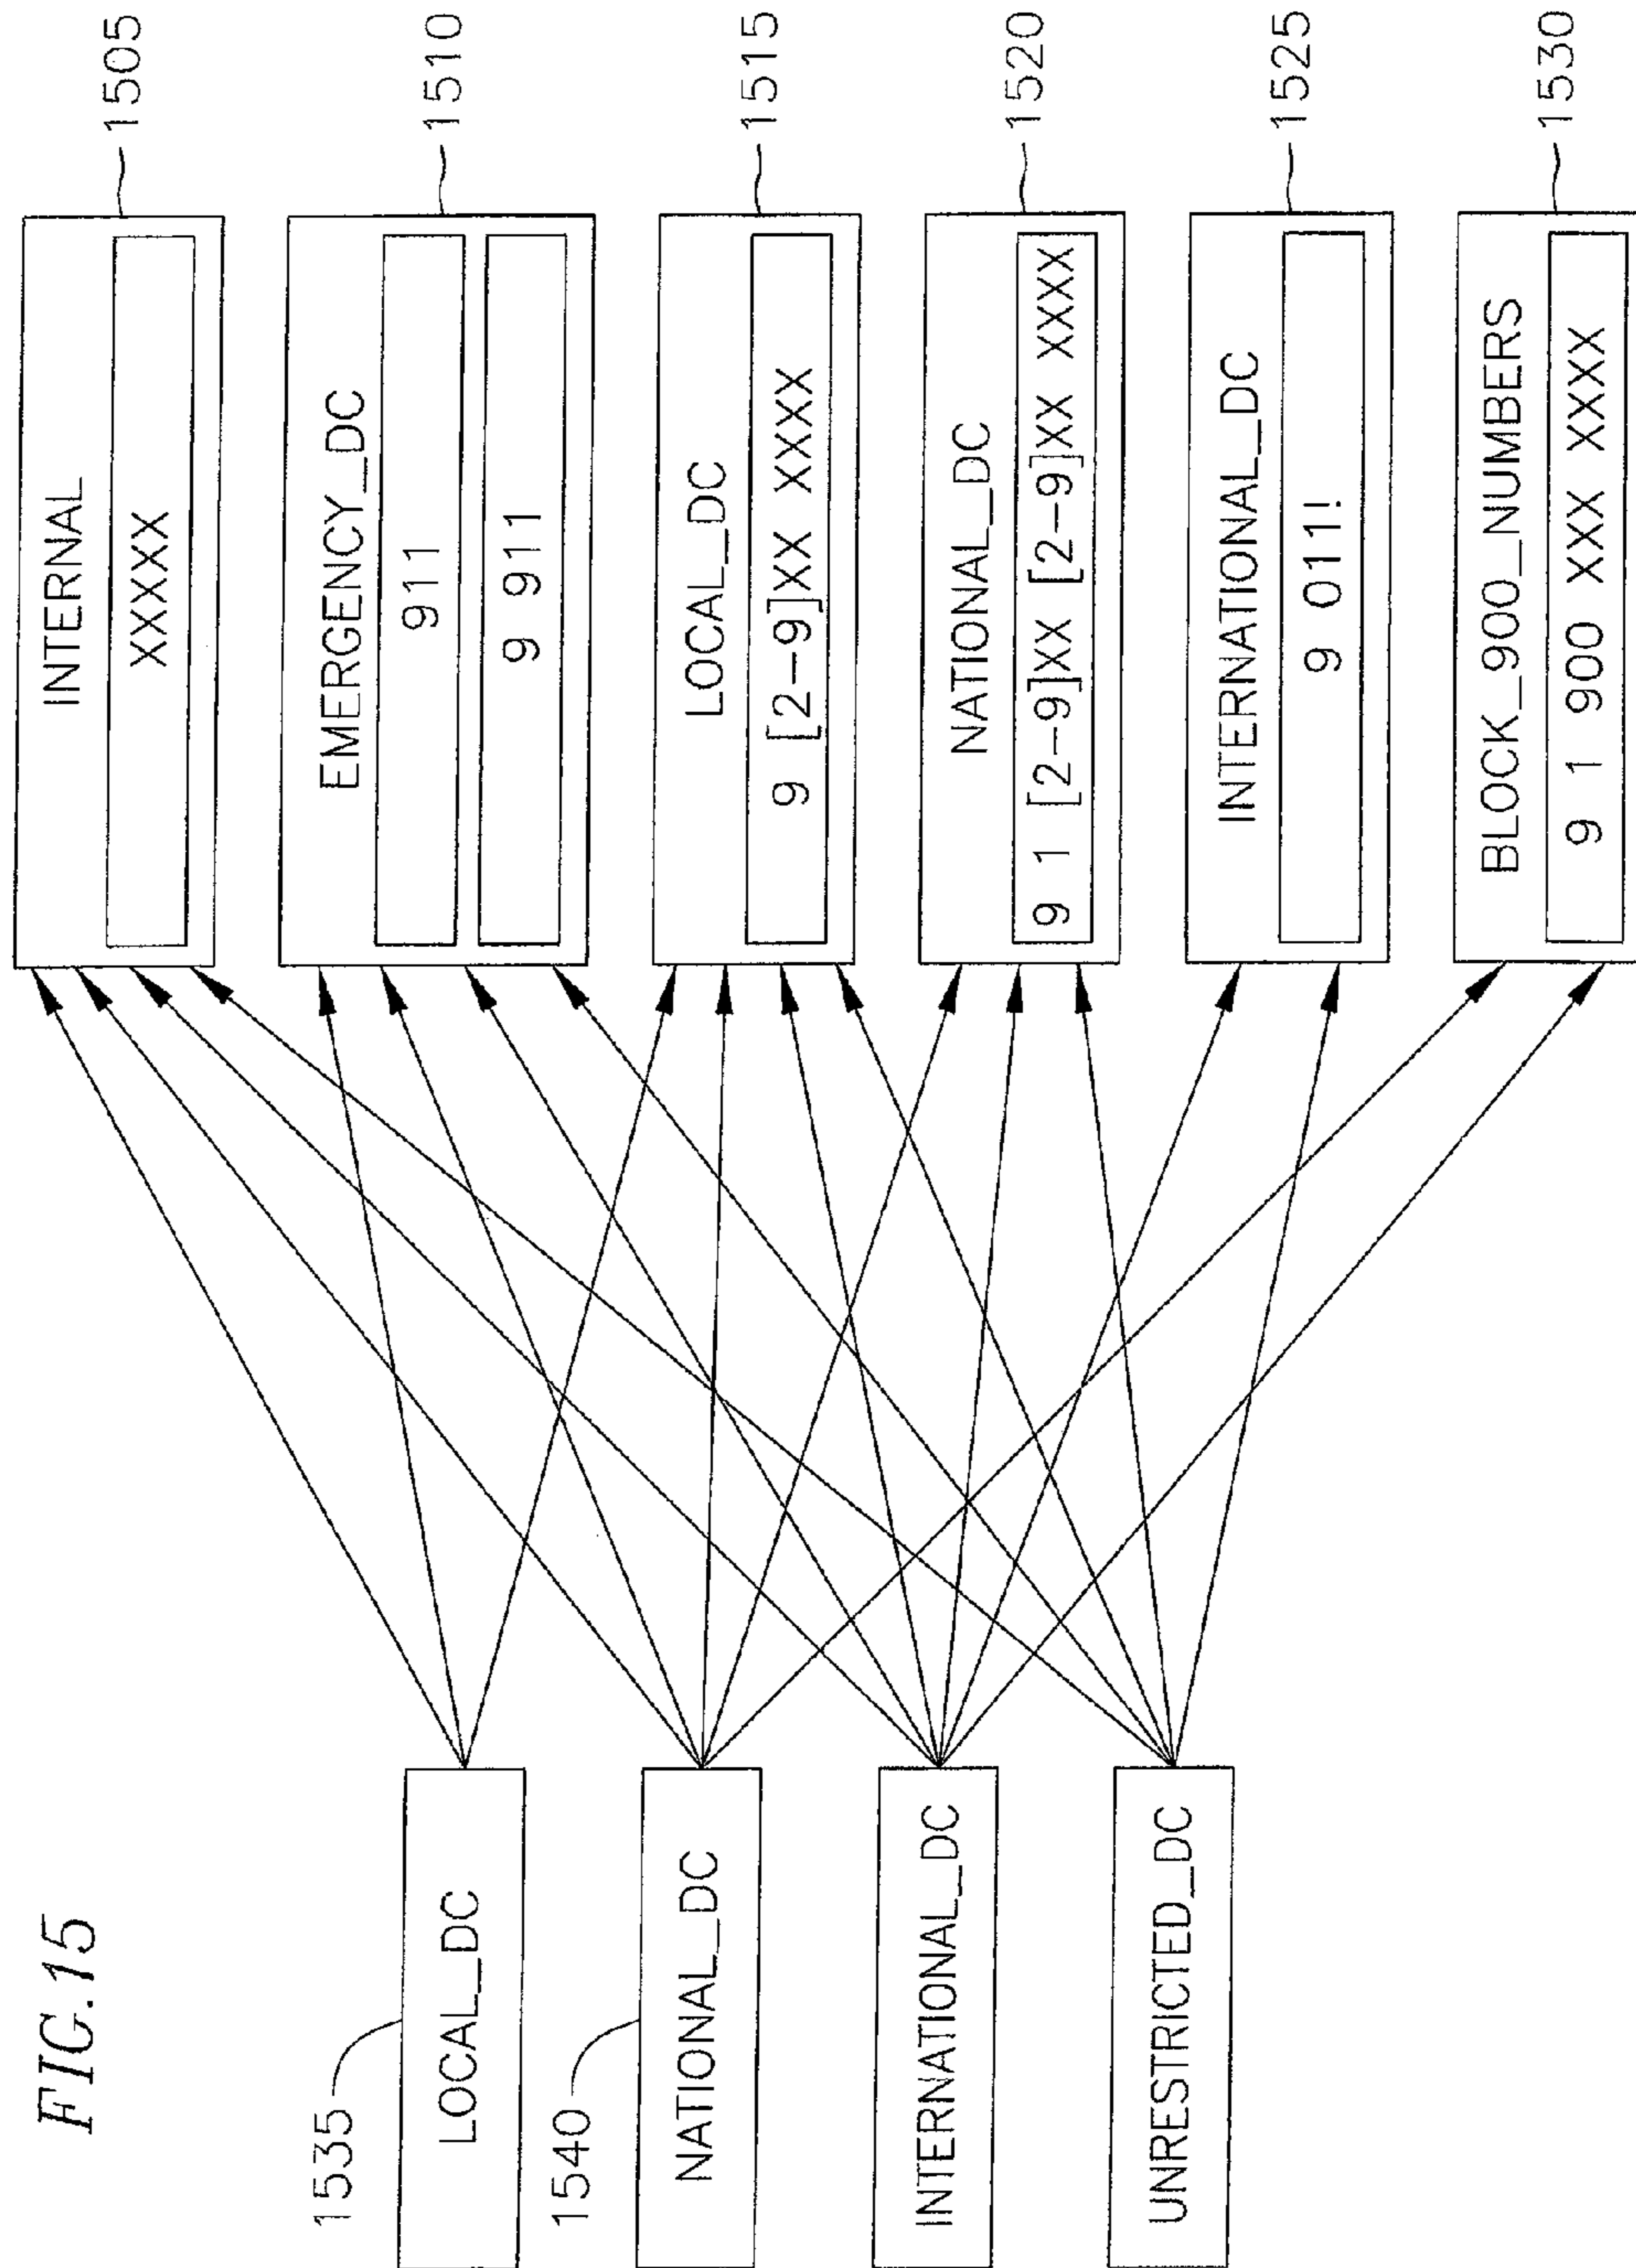 FIG.15
1535
LOCAL_DC
1540
NATIONAL_DC
INTERNATIONAL_DC
UNRESTRICTED_DC
INTERNAL
XXXXX
1505
EMERGENCY_DC
911
9 911
1510
LOCAL_DC
9 [2-9]XX XXXX
1515
NATIONAL_DC
9 1 [2-9]XX [2-9]XX XXXX
1520
INTERNATIONAL_DC
9 011!
1525
BLOCK_900_NUMBERS
9 1 900 XXX XXXX
1530